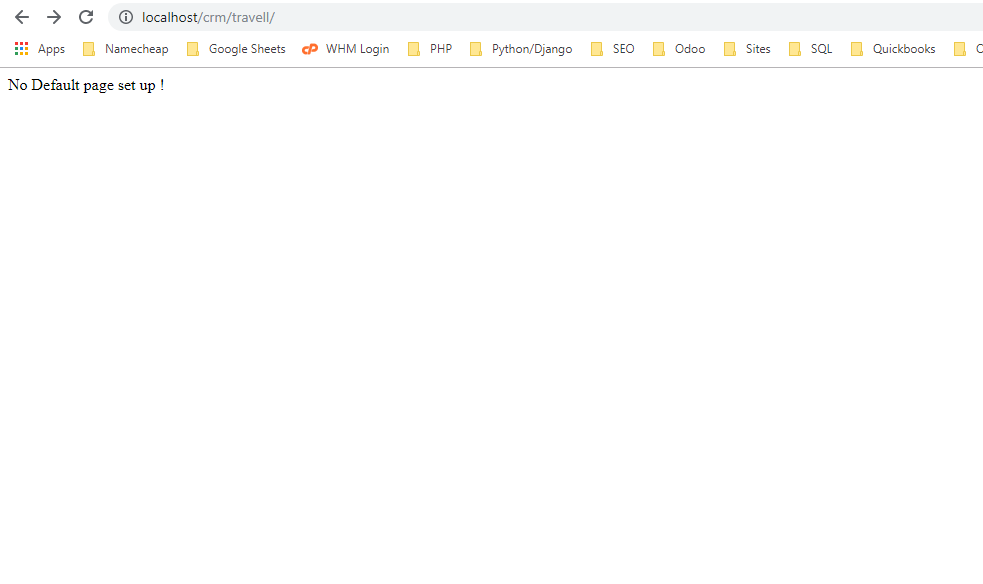 localhost/crm/travell/
Apps Namecheap Google Sheets cP WHM Login PHP Python/Django SEO Odoo Sites SQL Quickbooks
No Default page set up !